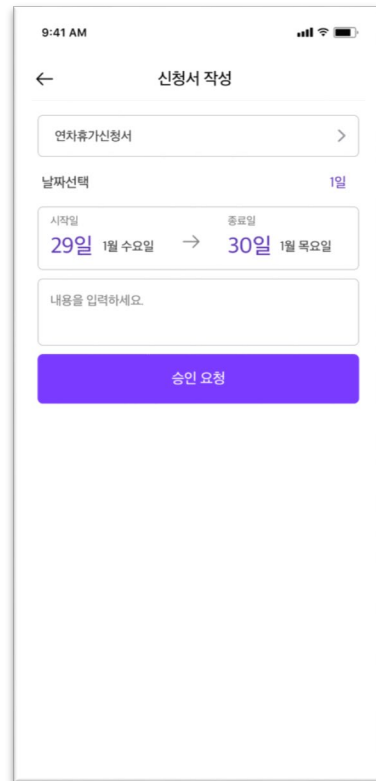 9:41 AM
신청서 작성
연차휴가신청서
날짜선택 1일
시작일 종료일
29일 1월 수요일 → 30일 1월 목요일
내용을 입력하세요.
승인 요청